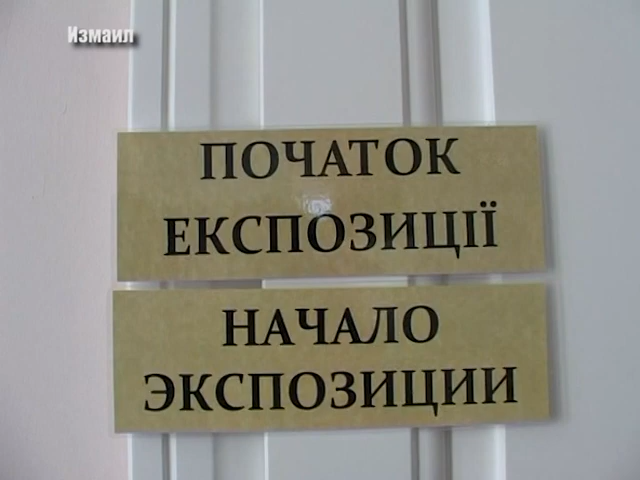 Измаил
ПОЧАТОК
ЕКСПОЗИЦІЇ
НАЧАЛО
ЭКСПОЗИЦИИ